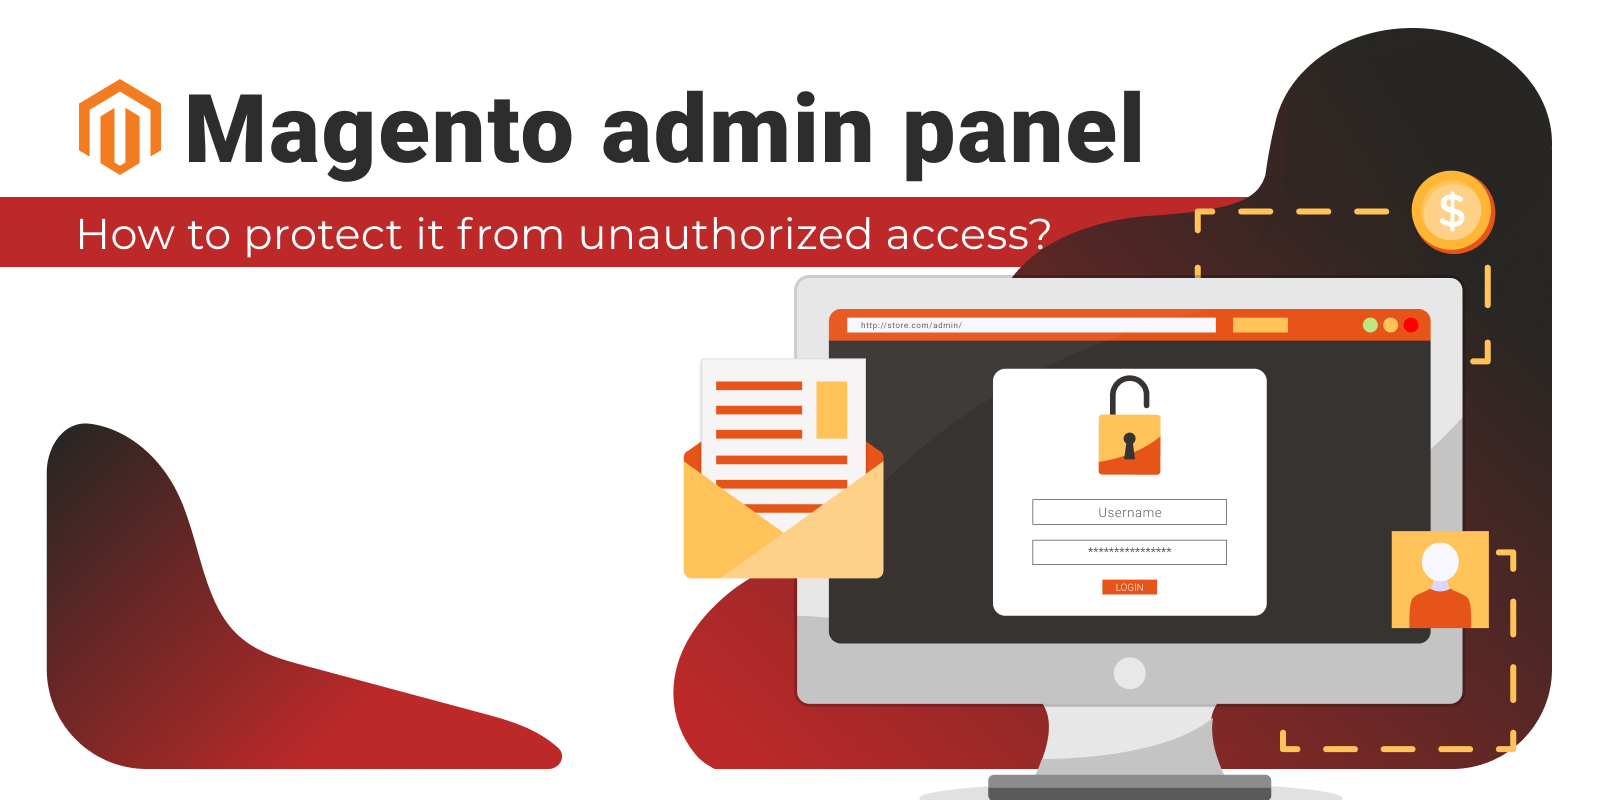 Magento admin panel
How to protect it from unauthorized access?
http://store.com/admin/
$
Username
****************
LOGIN